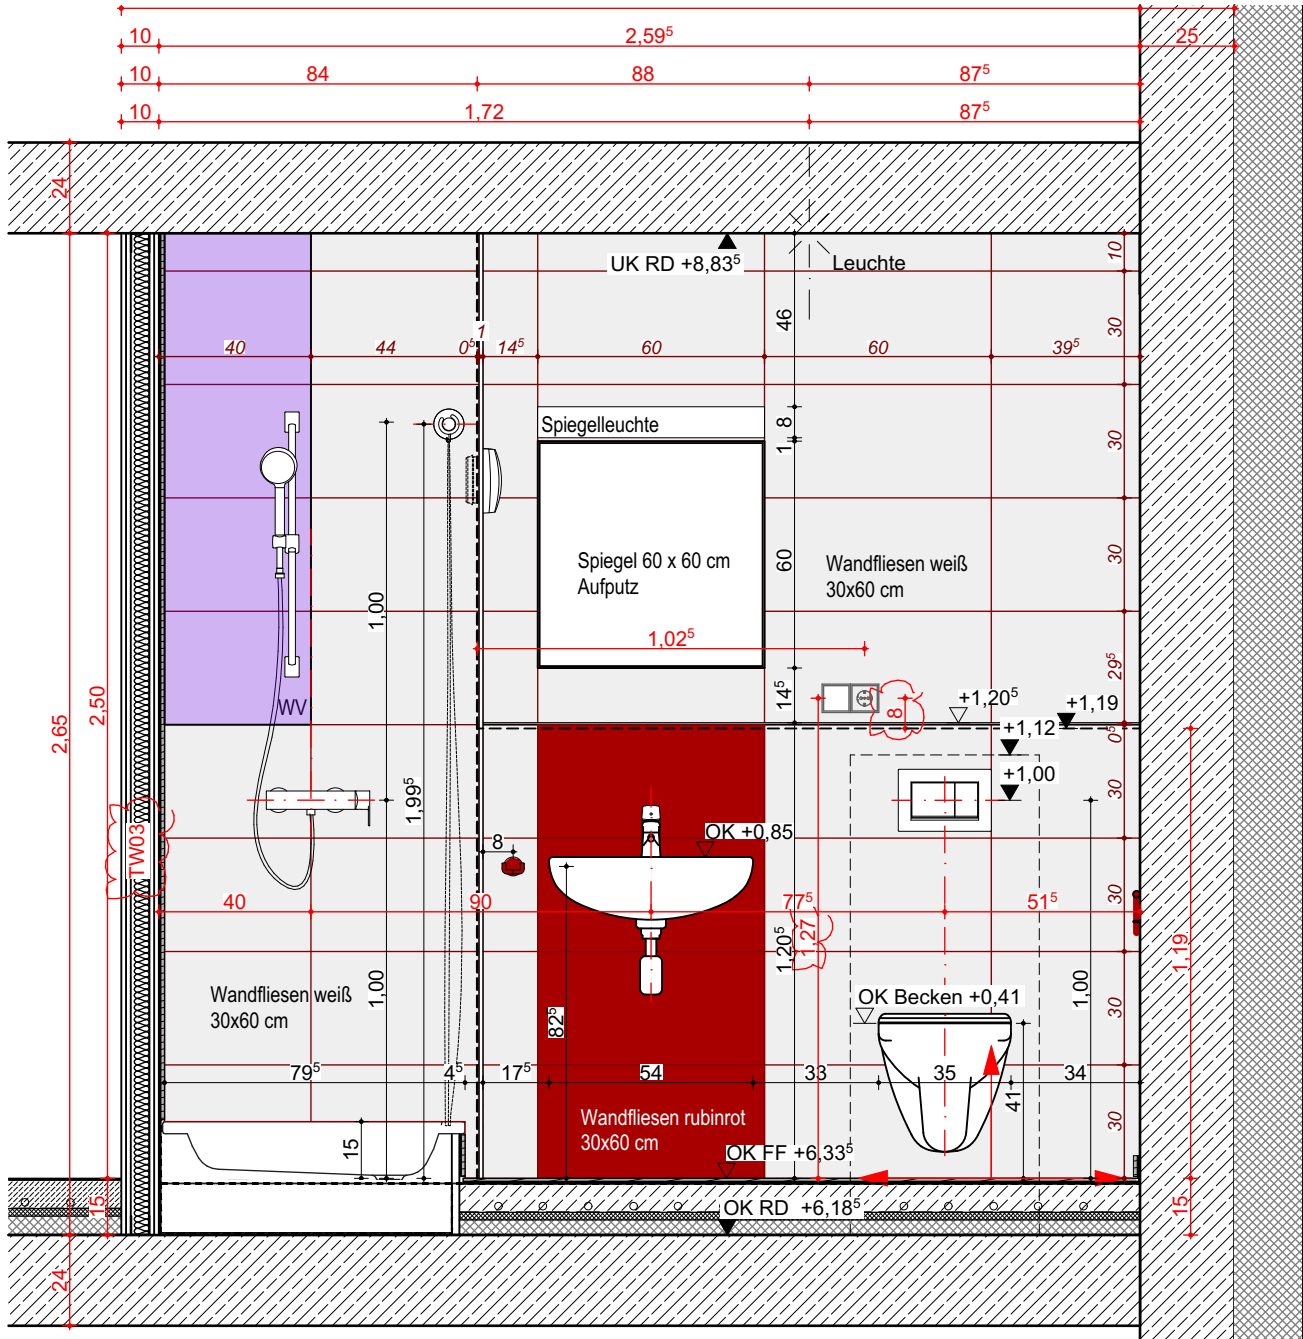 10 2,59⁵ 25
10 84 88 87⁵
10 1,72 87⁵
24
UK RD +8,83⁵
Leuchte
10
46
30
1
40 44 0⁵ 14⁵ 60 60 39⁵
Spiegelleuchte
8
1
30
Spiegel 60 x 60 cm
Aufputz
60
Wandfliesen weiß
30x60 cm
30
1,00
1,02⁵
29⁵
2,65
2,50
WV
14⁵
8
+1,20⁵
+1,19
+1,12
0⁵
+1,00
30
1,99⁵
TW03
8
OK +0,85
30
40 90 77⁵ 51⁵
1,20⁵
1,27
1,19
Wandfliesen weiß
30x60 cm
1,00
82⁵
OK Becken +0,41
1,00
30
79⁵ 4⁵ 17⁵ 54 33 35 34
41
15
Wandfliesen rubinrot
30x60 cm
30
OK FF +6,33⁵
15
OK RD +6,18⁵
15
24